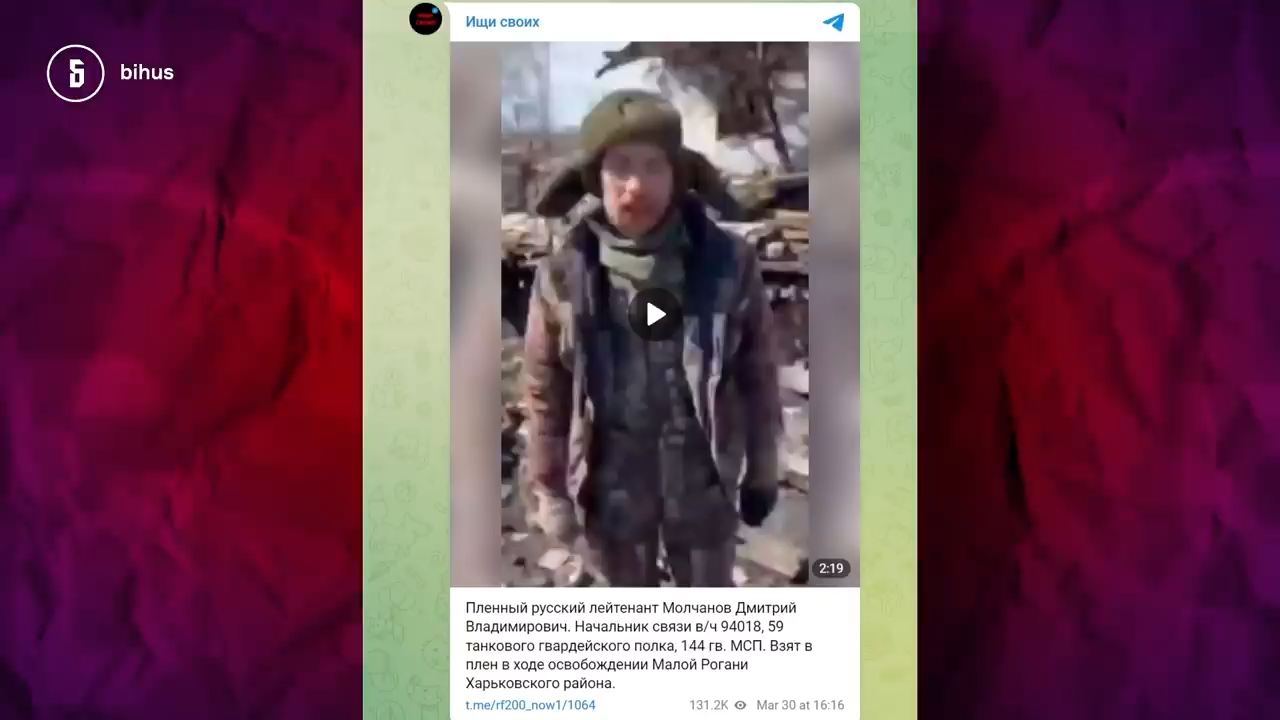 bihus
Ищи своих
2:19
Пленный русский лейтенант Молчанов Дмитрий
Владимирович. Начальник связи в/ч 94018, 59
танкового гвардейского полка, 144 гв. МСП. Взят в
плен в ходе освобождении Малой Рогани
Харьковского района.
t.me/rf200_now1/1064 131.2K Mar 30 at 16:16